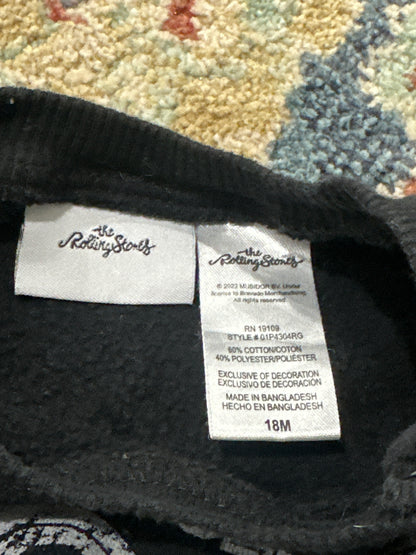 the
Rolling Stones
the
Rolling Stones
© 2022 MUSIDOR BV. Under
license to Bravado Merchandising.
All rights reserved
RN 19109
STYLE # 01P4304RG
60% COTTON/COTTON
40% POLYESTER/POLIÉSTER
EXCLUSIVE OF DECORATION
EXCLUSIVO DE DECORACIÓN
MADE IN BANGLADESH
HECHO EN BANGLADESH
18M